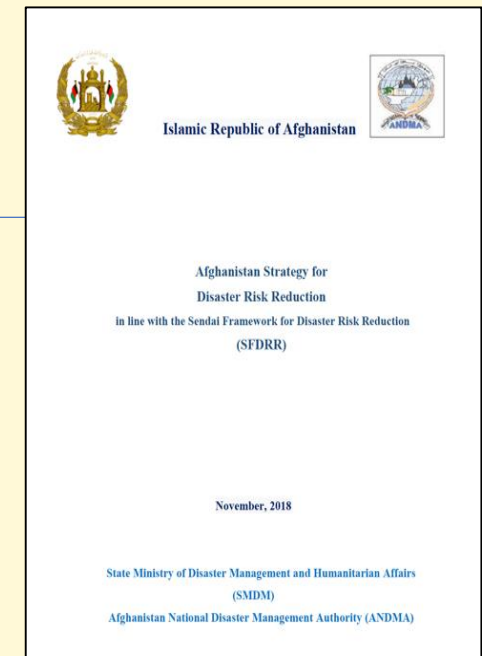 ANDMA
Islamic Republic of Afghanistan
Afghanistan Strategy for
Disaster Risk Reduction
in line with the Sendai Framework for Disaster Risk Reduction
(SFDRR)
November, 2018
State Ministry of Disaster Management and Humanitarian Affairs
(SMDM)
Afghanistan National Disaster Management Authority (ANDMA)